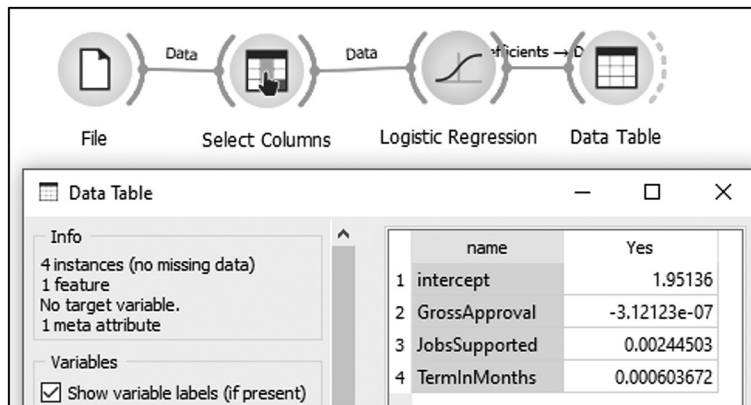 Data
Data
efficients → D
File
Select Columns
Logistic Regression
Data Table
Data Table
Info
4 instances (no missing data)
1 feature
No target variable.
1 meta attribute
Variables
Show variable labels (if present)
name Yes
1 intercept 1.95136
2 GrossApproval -3.12123e-07
3 JobsSupported 0.00244503
4 TermInMonths 0.000603672